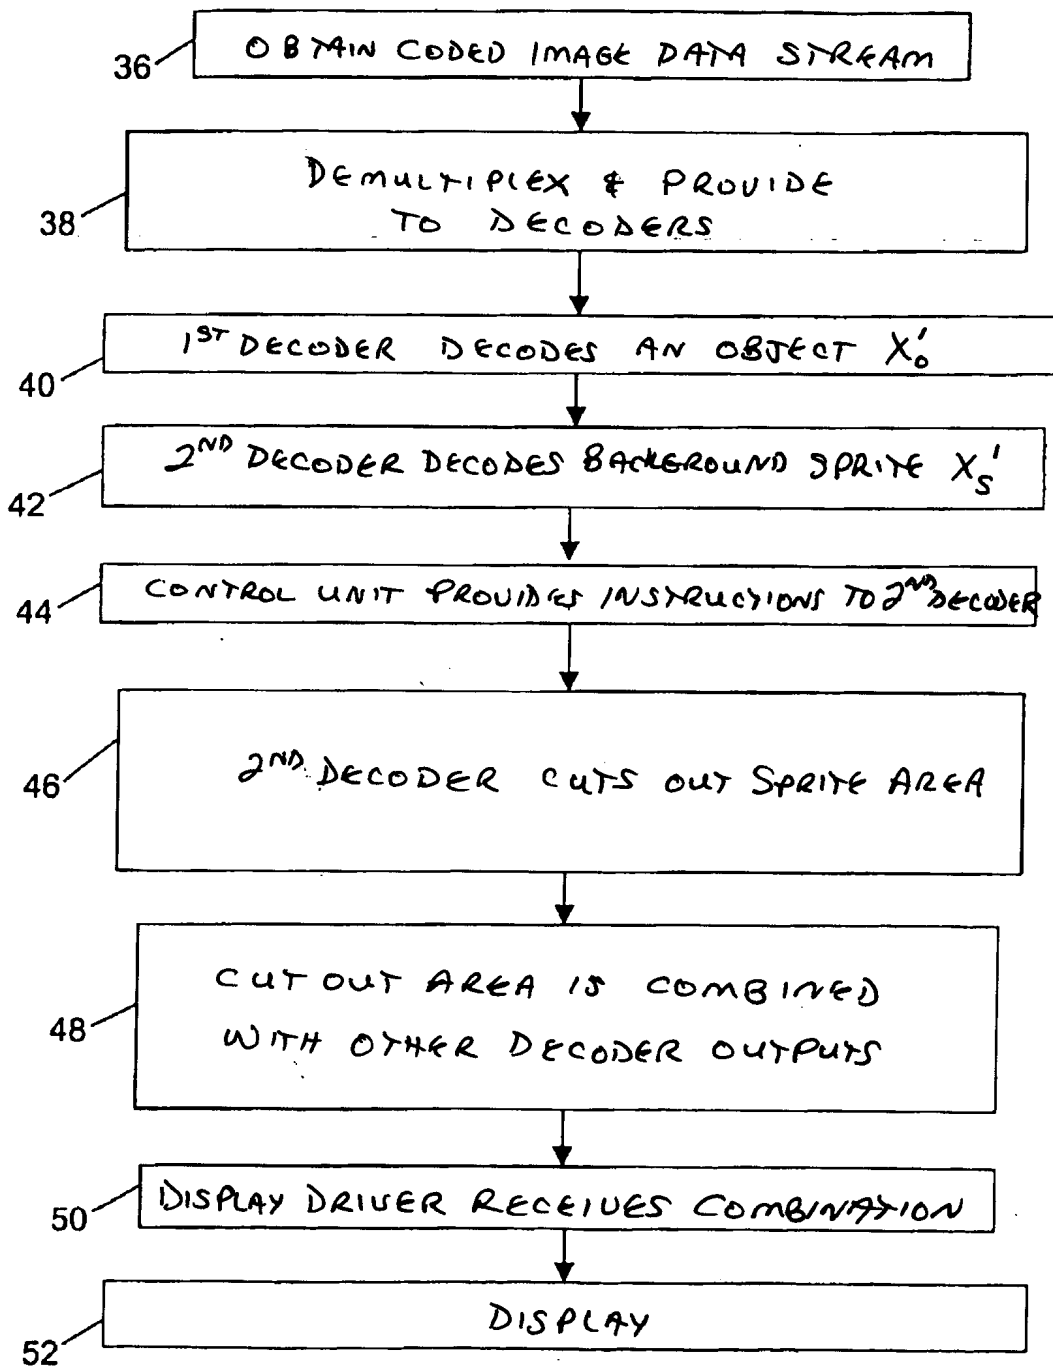 OBTAIN CODED IMAGE DATA STREAM
36
DEMULTIPLEX & PROVIDE
TO DECODERS
38
1ST DECODER DECODES AN OBJECT X₀'
40
2ND DECODER DECODES BACKGROUND SPRITE XS'
42
CONTROL UNIT PROVIDES INSTRUCTIONS TO 2ND DECODER
44
2ND DECODER CUTS OUT SPRITE AREA
46
CUT OUT AREA IS COMBINED
WITH OTHER DECODER OUTPUTS
48
DISPLAY DRIVER RECEIVES COMBINATION
50
DISPLAY
52